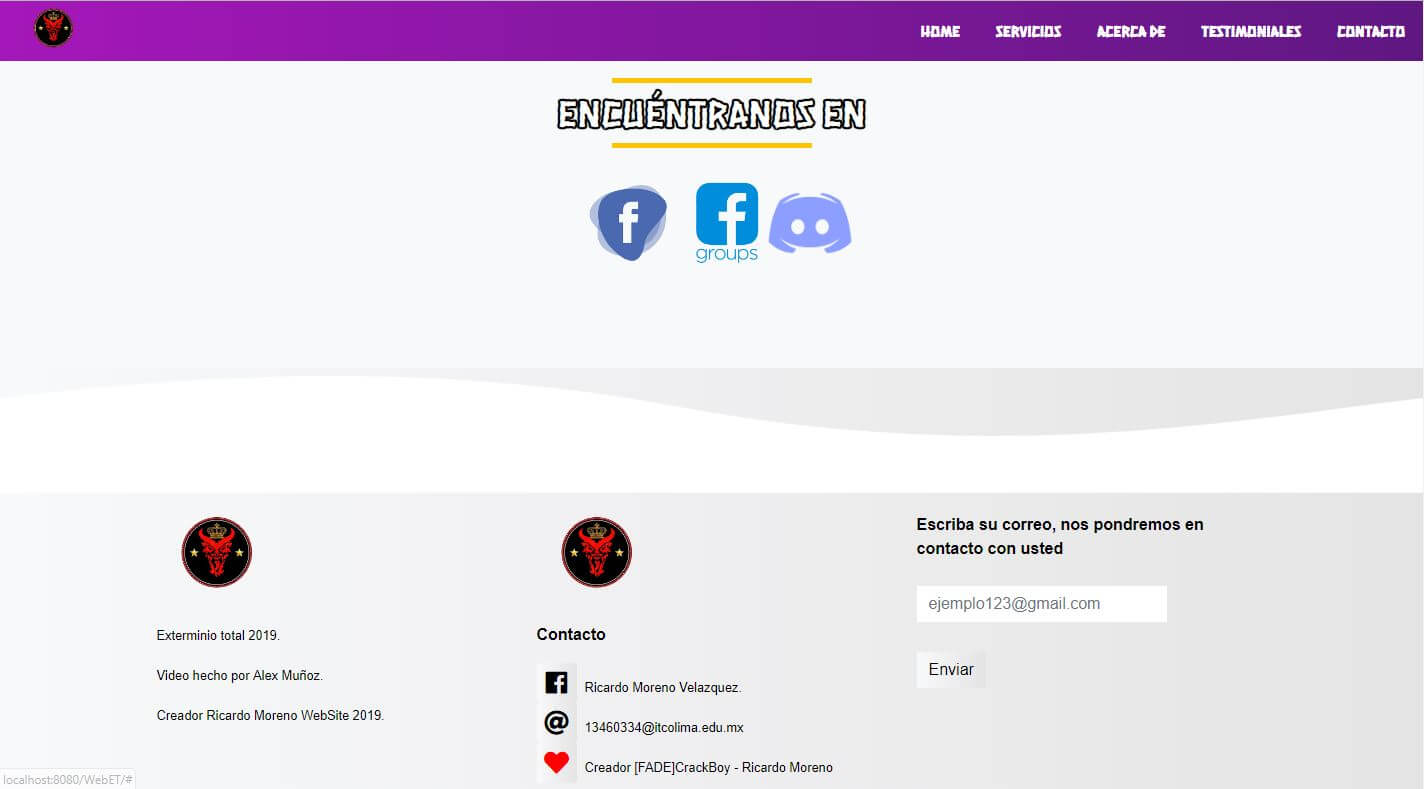 HOME SERVICIOS ACERCA DE TESTIMONIALES CONTACTO
ENCUÉNTRANOS EN
groups
Exterminio total 2019.
Video hecho por Alex Muñoz.
Creador Ricardo Moreno WebSite 2019.
Contacto
Ricardo Moreno Velazquez.
13460334@itcolima.edu.mx
Creador [FADE]CrackBoy - Ricardo Moreno
Escriba su correo, nos pondremos en
contacto con usted
ejemplo123@gmail.com
Enviar
localhost:8080/WebET/#